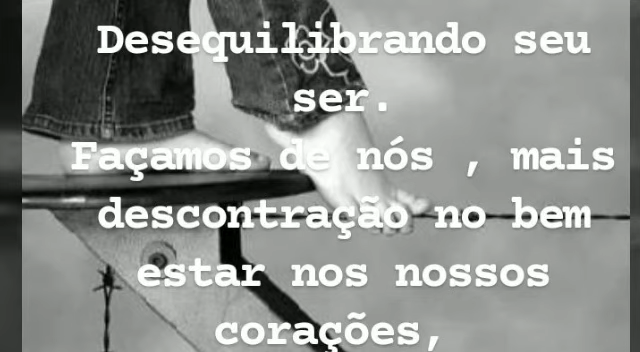 Desequilibrando seu
ser.
Façamos de nós , mais
descontração no bem
estar nos nossos
corações,